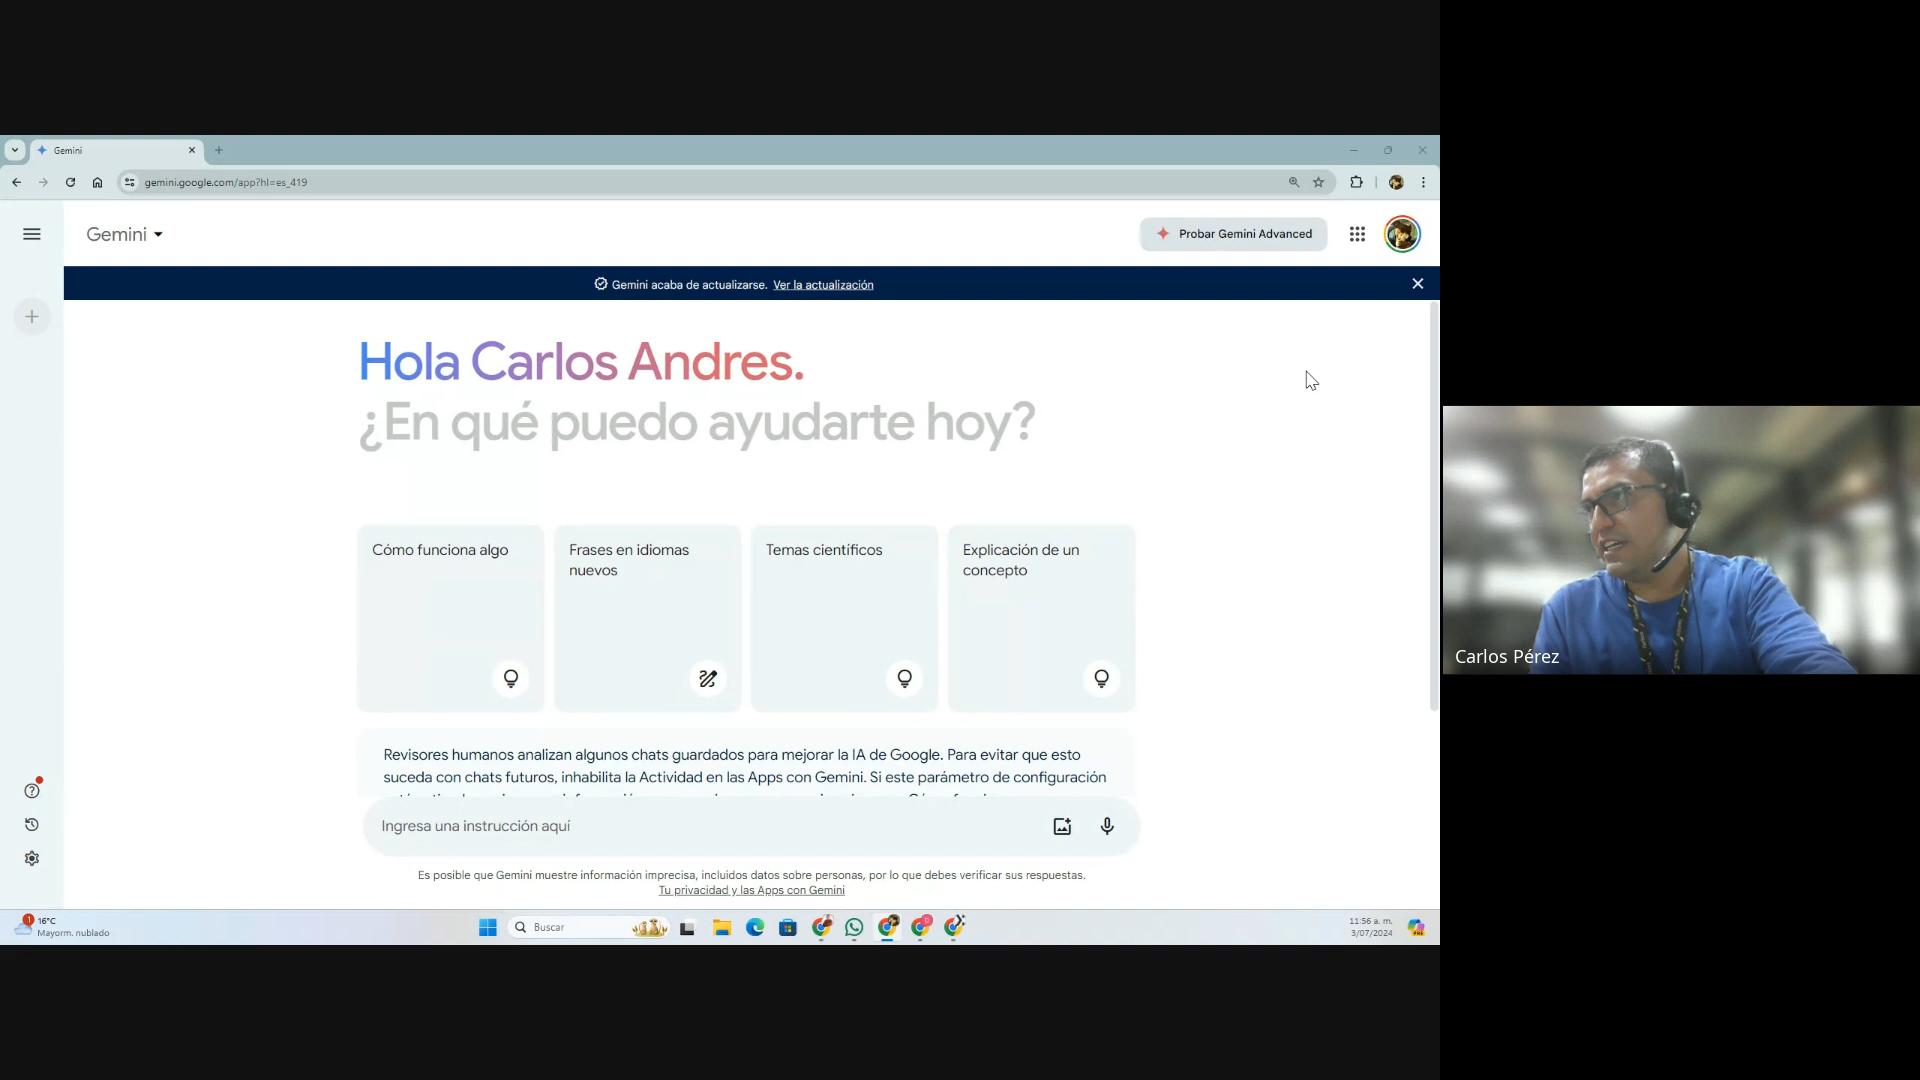 Gemini
gemini.google.com/app?hl=es_419
Gemini
Probar Gemini Advanced
Gemini acaba de actualizarse. Ver la actualización
Hola Carlos Andres.
¿En qué puedo ayudarte hoy?
Cómo funciona algo
Frases en idiomas
nuevos
Temas científicos
Explicación de un
concepto
Revisores humanos analizan algunos chats guardados para mejorar la IA de Google. Para evitar que esto
suceda con chats futuros, inhabilita la Actividad en las Apps con Gemini. Si este parámetro de configuración
Ingresa una instrucción aquí
Es posible que Gemini muestre información imprecisa, incluidos datos sobre personas, por lo que debes verificar sus respuestas.
Tu privacidad y las Apps con Gemini
Carlos Pérez
1
16°C
Mayorm. nublado
Buscar
11:56 a. m.
3/07/2024